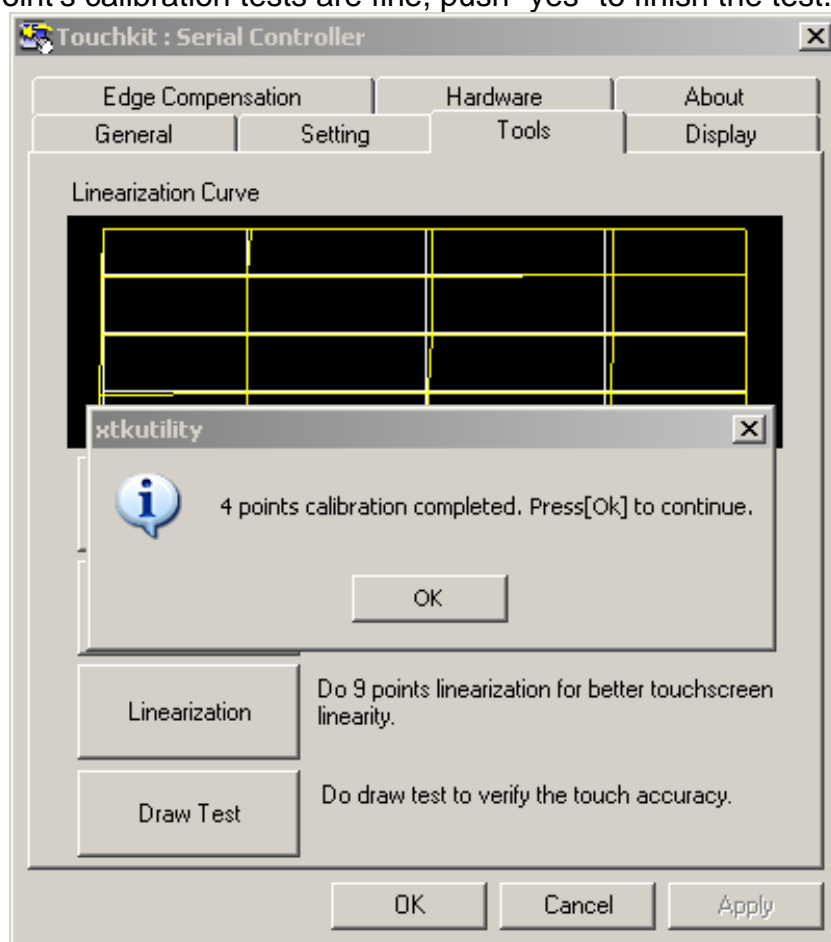 point's calibration tests are fine, push "yes" to finish the test.
Touchkit : Serial Controller
Edge Compensation Hardware About
General Setting Tools Display
Linearization Curve
xtkutility
4 points calibration completed. Press[Ok] to continue.
OK
Linearization
Do 9 points linearization for better touchscreen
linearity.
Draw Test
Do draw test to verify the touch accuracy.
OK Cancel Apply